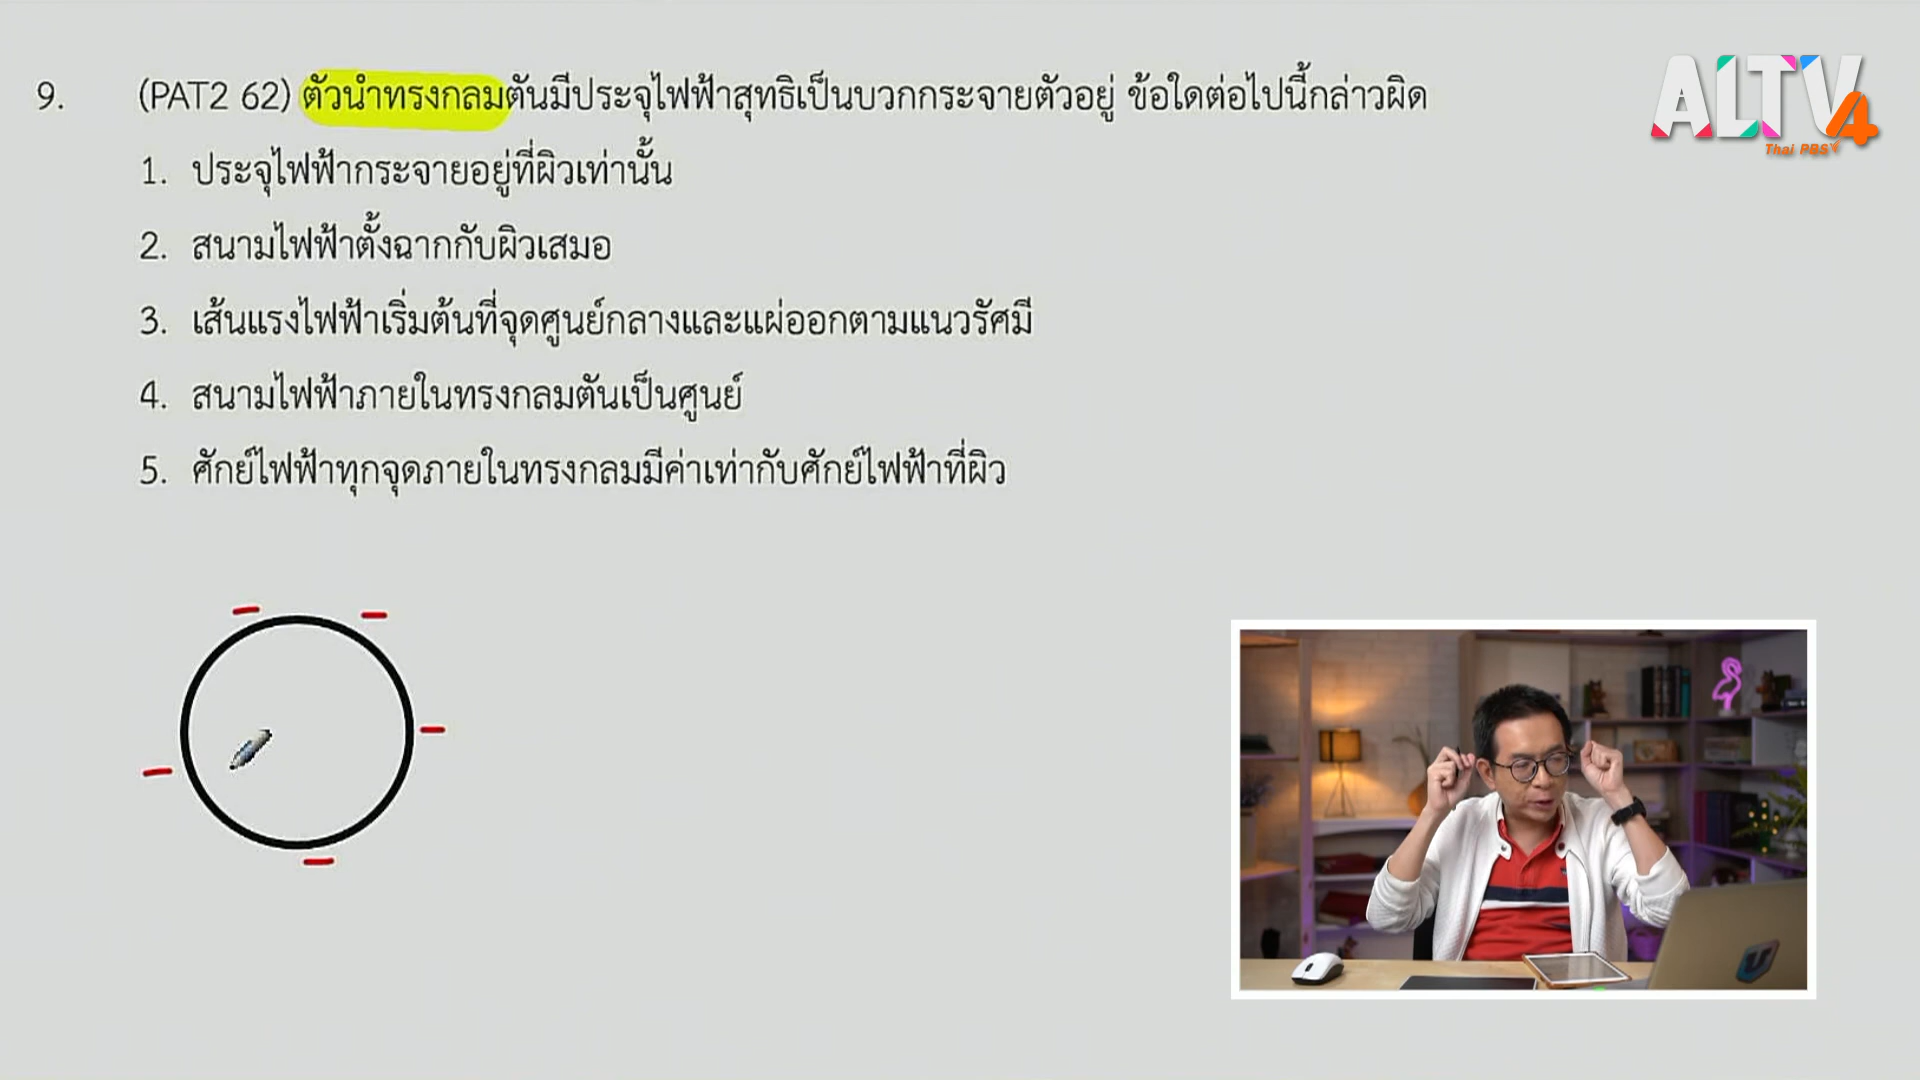 ALTV4
Thai PBS
9. (PAT2 62) ตัวนำทรงกลมตันมีประจุไฟฟ้าสุทธิเป็นบวกกระจายตัวอยู่ ข้อใดต่อไปนี้กล่าวผิด
1. ประจุไฟฟ้ากระจายอยู่ที่ผิวเท่านั้น
2. สนามไฟฟ้าตั้งฉากกับผิวเสมอ
3. เส้นแรงไฟฟ้าเริ่มต้นที่จุดศูนย์กลางและแผ่ออกตามแนวรัศมี
4. สนามไฟฟ้าภายในทรงกลมตันเป็นศูนย์
5. ศักย์ไฟฟ้าทุกจุดภายในทรงกลมมีค่าเท่ากับศักย์ไฟฟ้าที่ผิว